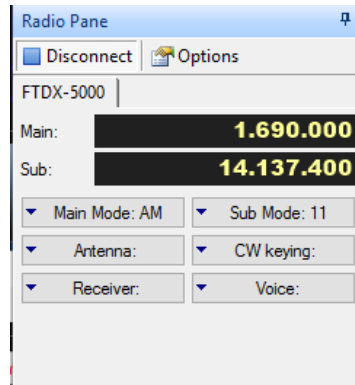 Radio Pane
Disconnect Options
FTDX-5000
Main: 1.690.000
Sub: 14.137.400
Main Mode: AM Sub Mode: 11
Antenna: CW keying:
Receiver: Voice: